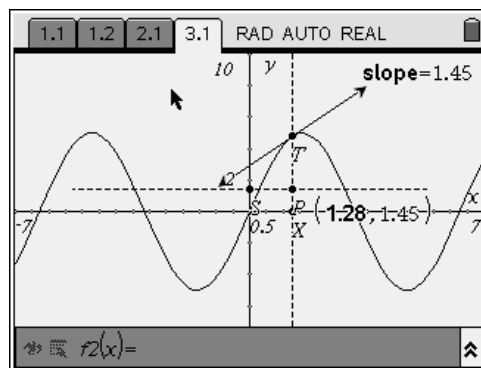 1.1 1.2 2.1 3.1 RAD AUTO REAL
10 y
slope=1.45
T
2
S P (1.28, 1.45) x
-7 0.5 X 7
f2(x)=